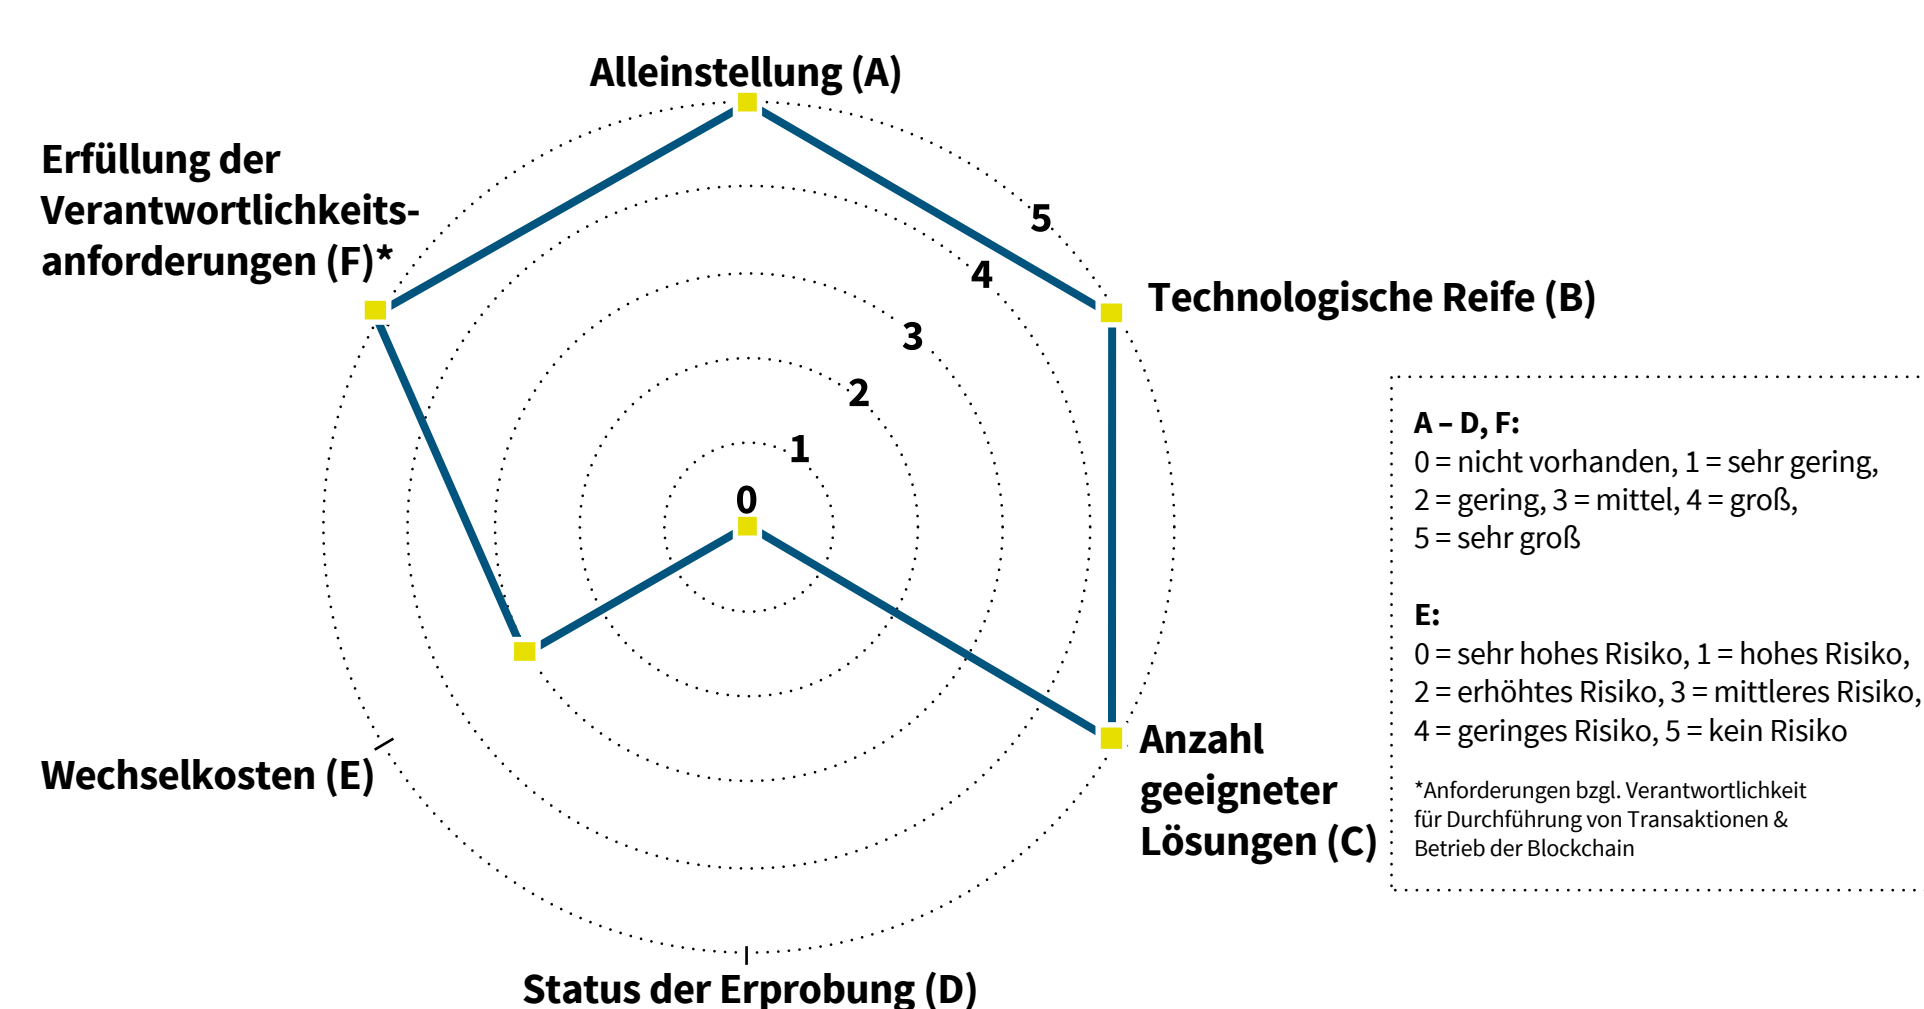 Alleinstellung (A)
Erfüllung der
Verantwortlichkeits-
anforderungen (F)*
5
4
3
2
1
0
Technologische Reife (B)
Anzahl
geeigneter
Lösungen (C)
Wechselkosten (E)
Status der Erprobung (D)
A – D, F:
0 = nicht vorhanden, 1 = sehr gering,
2 = gering, 3 = mittel, 4 = groß,
5 = sehr groß
E:
0 = sehr hohes Risiko, 1 = hohes Risiko,
2 = erhöhtes Risiko, 3 = mittleres Risiko,
4 = geringes Risiko, 5 = kein Risiko
*Anforderungen bzgl. Verantwortlichkeit
für Durchführung von Transaktionen &
Betrieb der Blockchain